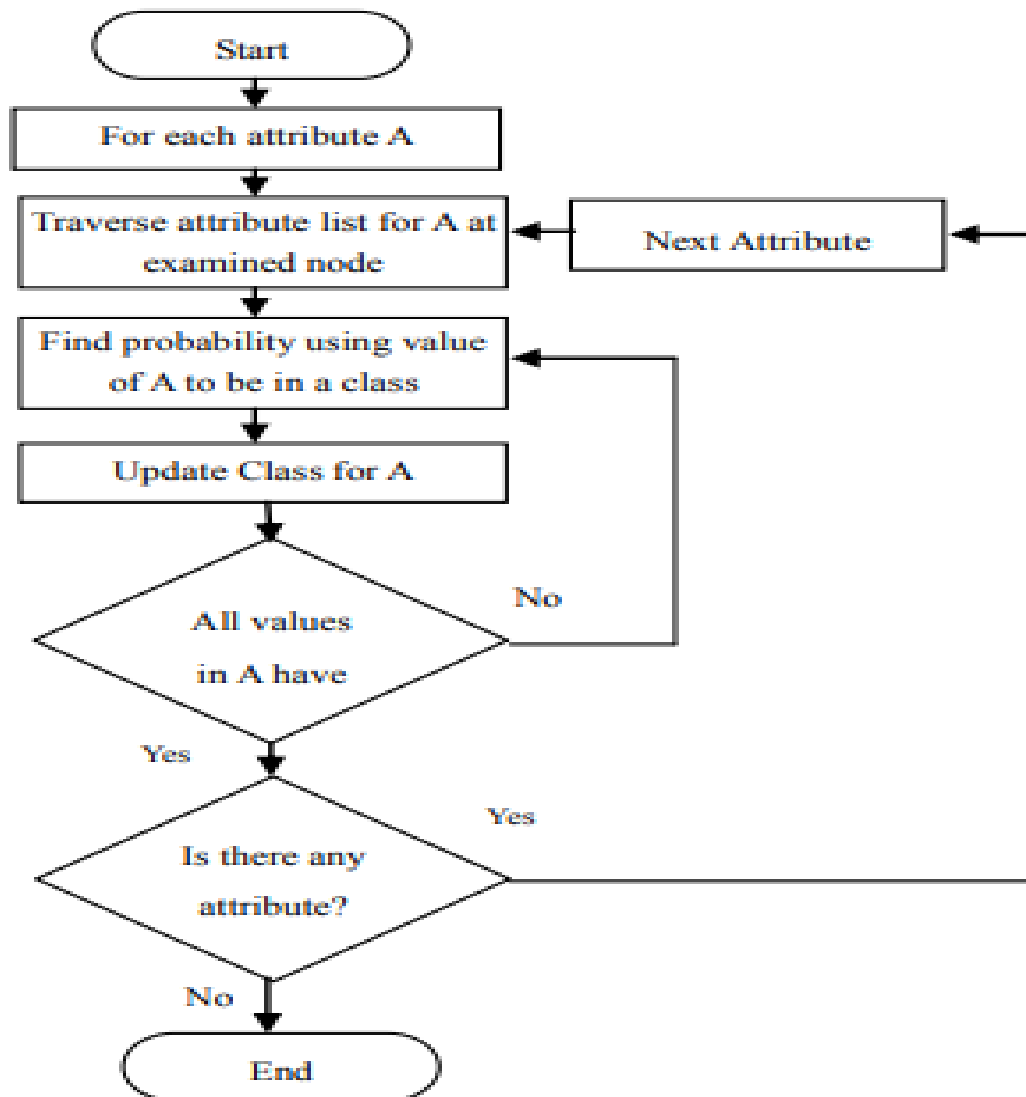 Start
For each attribute A
Traverse attribute list for A at
examined node
Next Attribute
Find probability using value
of A to be in a class
Update Class for A
All values
in A have
No
Yes
Is there any
attribute?
Yes
No
End